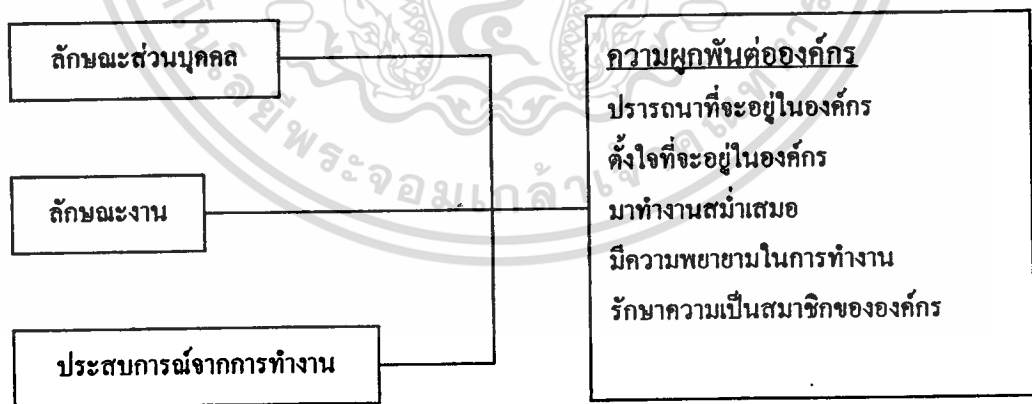 ลักษณะส่วนบุคคล
ลักษณะงาน
ประสบการณ์จากการทำงาน
ความผูกพันต่อองค์กร
ปรารถนาที่จะอยู่ในองค์กร
ตั้งใจที่จะอยู่ในองค์กร
มาทำงานสม่ำเสมอ
มีความพยายามในการทำงาน
รักษาความเป็นสมาชิกขององค์กร